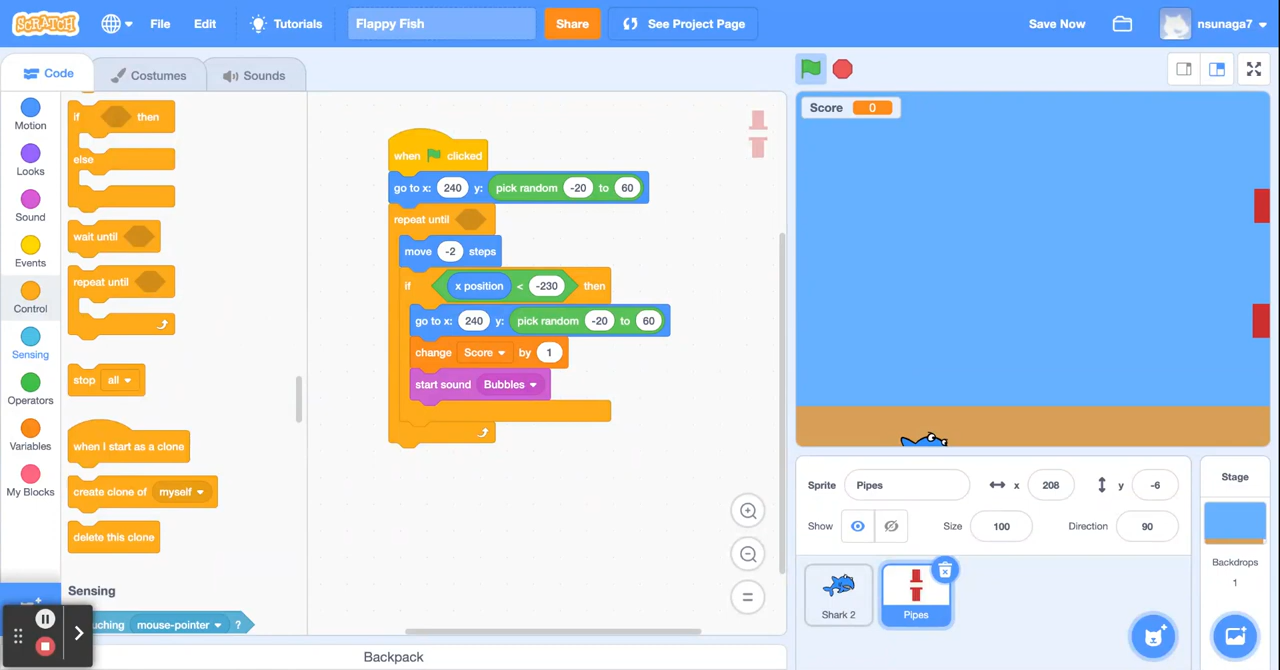 SCRATCH File Edit Tutorials Flappy Fish Share See Project Page Save Now nsunaga7
Code Costumes Sounds
Motion
Looks
Sound
Events
Control
Sensing
Operators
Variables
My Blocks
if then
else
wait until
repeat until
stop all
when I start as a clone
create clone of myself
delete this clone
Sensing
uching mouse-pointer ?
when clicked
go to x: 240 y: pick random -20 to 60
repeat until
move -2 steps
if x position < -230 then
go to x: 240 y: pick random -20 to 60
change Score by 1
start sound Bubbles
Backpack
Score 0
Sprite Pipes x 208 y -6
Show Size 100 Direction 90
Shark 2
Pipes
Stage
Backdrops
1